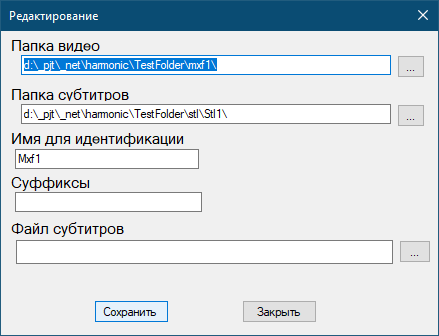 Редактирование
Папка видео
d:\_pjt\_net\harmonic\TestFolder\mxf1\
...
Папка субтитров
d:\_pjt\_net\harmonic\TestFolder\stl\Stl1\
...
Имя для идентификации
Mxf1
Суффиксы
Файл субтитров
...
Сохранить
Закрыть